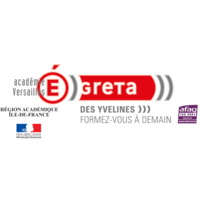 académie
Versailles
É GRETA
RÉGION ACADÉMIQUE
ÎLE-DE-FRANCE
DES YVELINES )))
FORMEZ-VOUS À DEMAIN
afaq